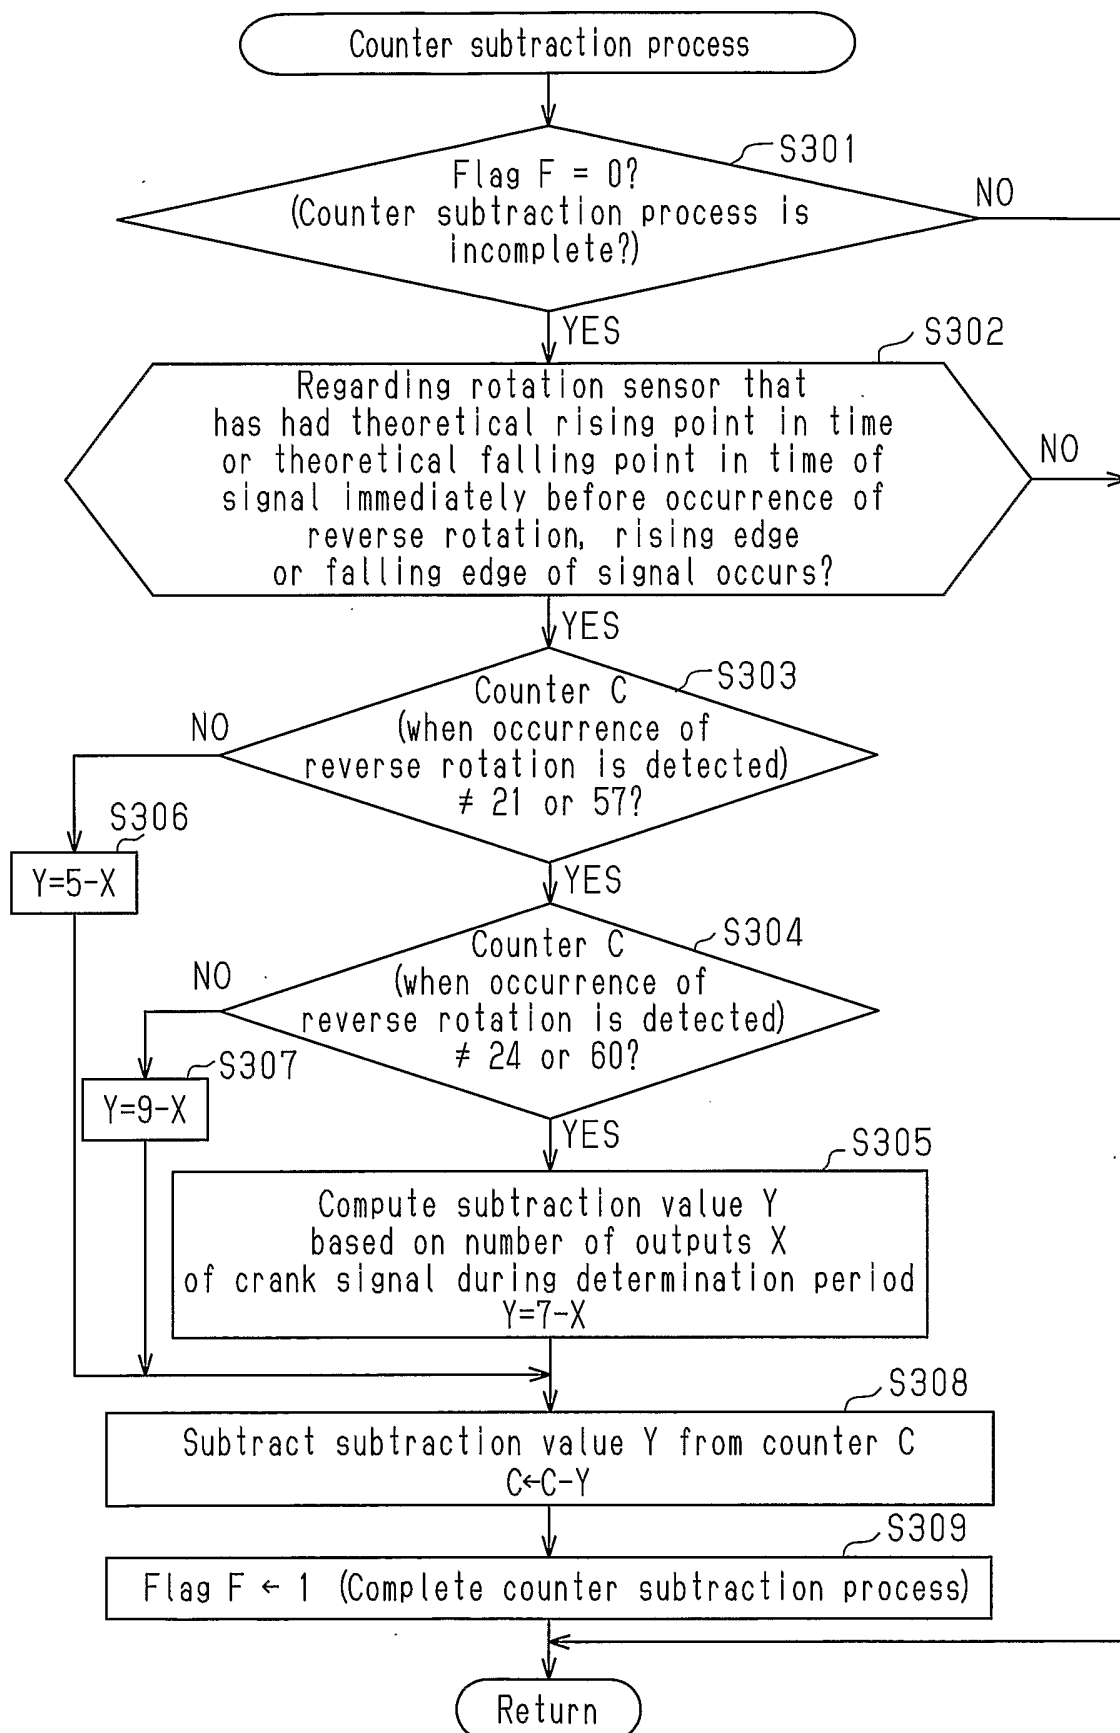 Counter subtraction process
S301
Flag F = 0?
(Counter subtraction process is
incomplete?)
NO
YES
S302
Regarding rotation sensor that
has had theoretical rising point in time
or theoretical falling point in time of
signal immediately before occurrence of
reverse rotation, rising edge
or falling edge of signal occurs?
NO
YES
S303
Counter C
(when occurrence of
reverse rotation is detected)
≠ 21 or 57?
NO
S306
Y=5-X
YES
S304
Counter C
(when occurrence of
reverse rotation is detected)
≠ 24 or 60?
NO
S307
Y=9-X
YES
S305
Compute subtraction value Y
based on number of outputs X
of crank signal during determination period
Y=7-X
S308
Subtract subtraction value Y from counter C
C←C-Y
S309
Flag F ← 1 (Complete counter subtraction process)
Return